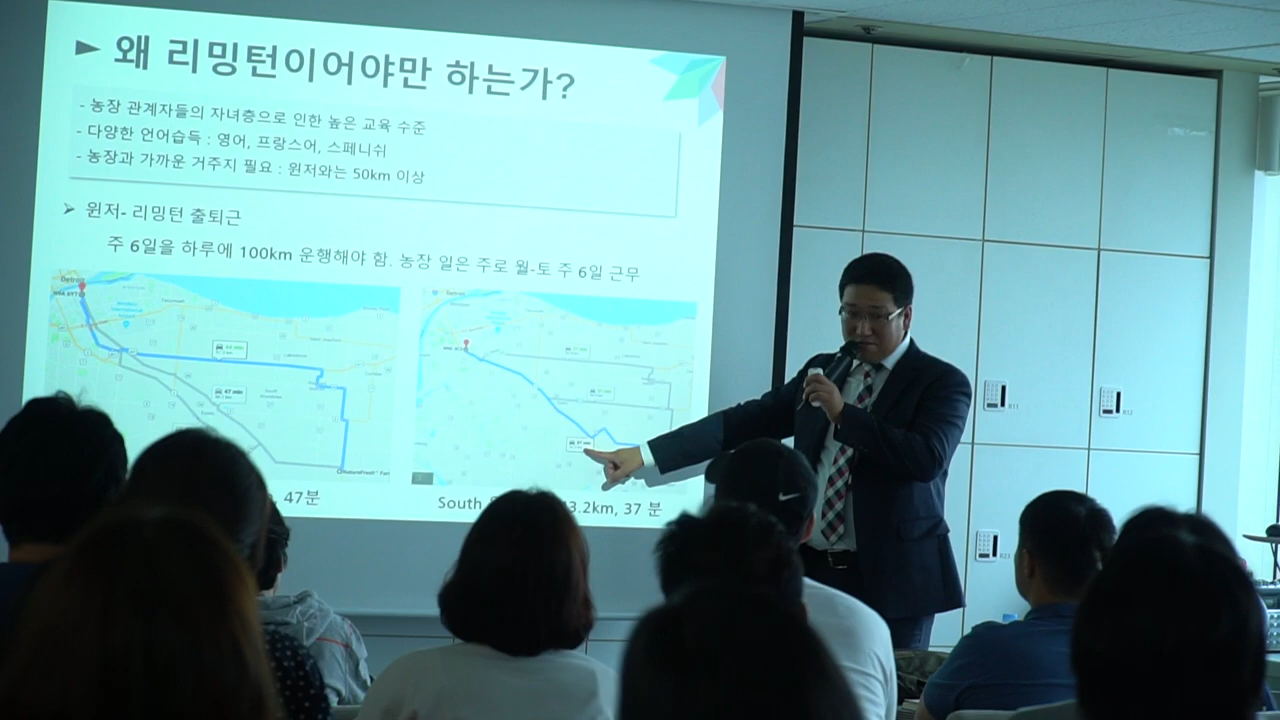 ► 왜 리밍턴이어야만 하는가?
- 농장 관계자들의 자녀층으로 인한 높은 교육 수준
- 다양한 언어습득 : 영어, 프랑스어, 스페니쉬
- 농장과 가까운 거주지 필요 : 윈저와는 50km 이상
➢ 윈저- 리밍턴 출퇴근
주 6일을 하루에 100km 운행해야 함. 농장 일은 주로 월-토 주 6일 근무
47 min
47분
South
3.2km, 37 분
R11
R12